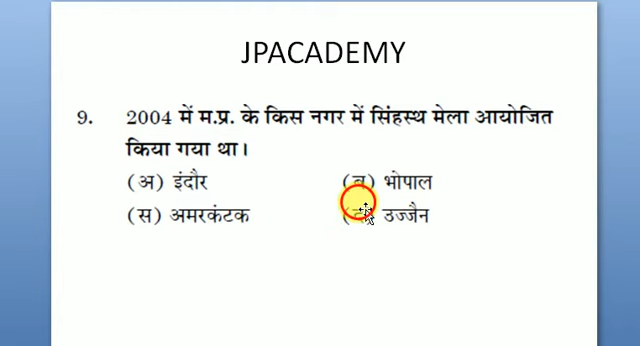 JPACADEMY
9. 2004 में म.प्र. के किस नगर में सिंहस्थ मेला आयोजित
किया गया था।
(अ) इंदौर (ब) भोपाल
(स) अमरकंटक (द) उज्जैन